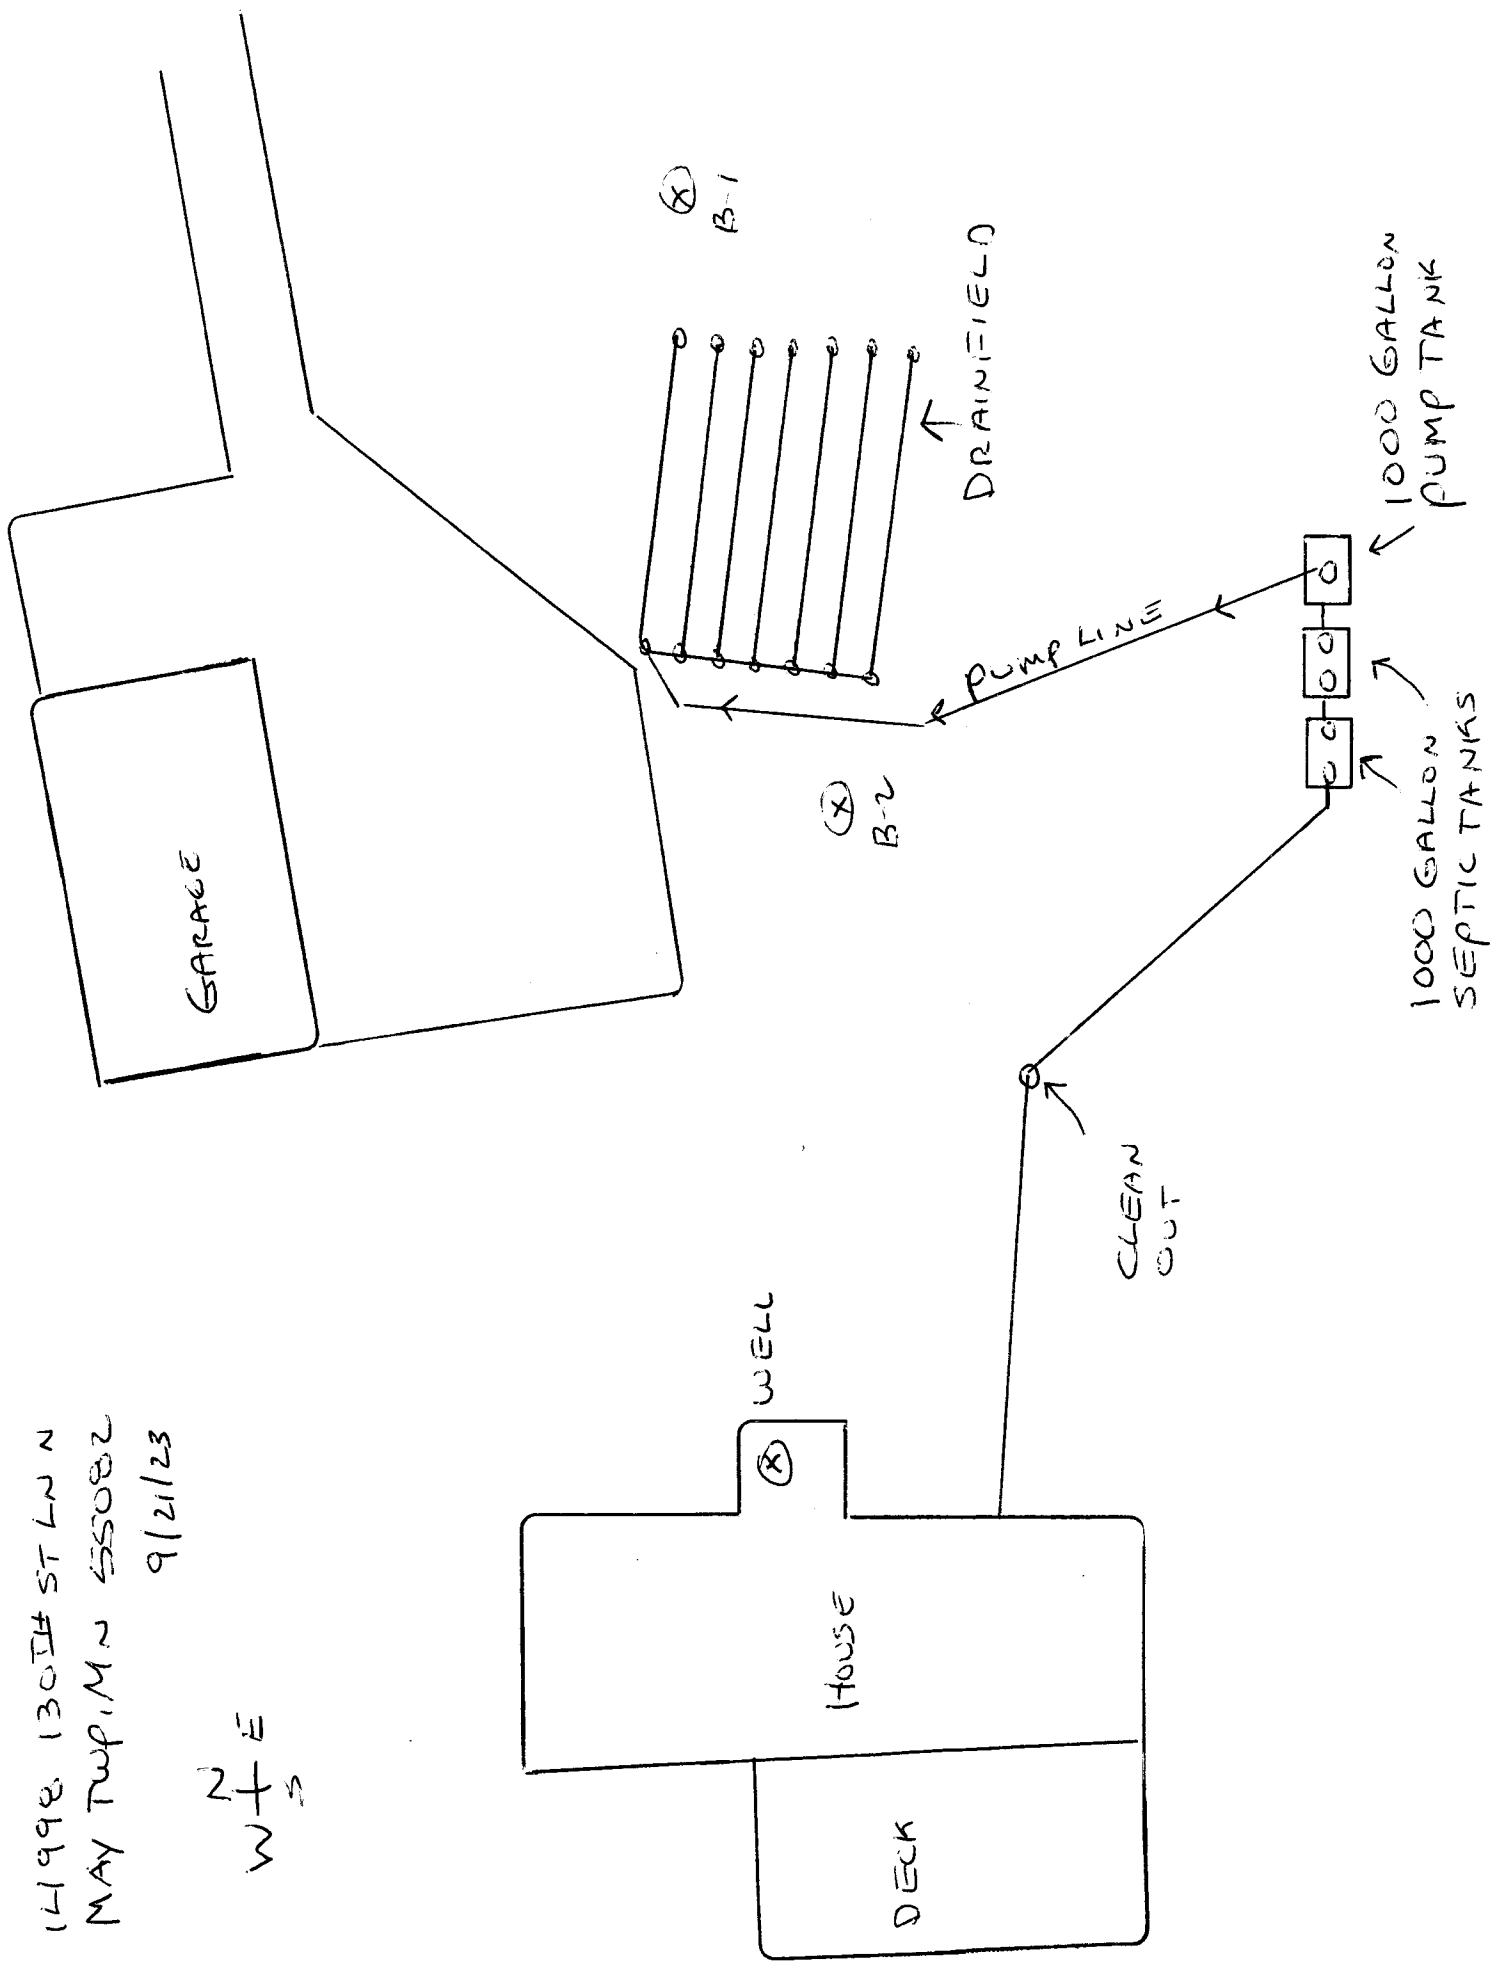 14998 130TH ST LN N
MAY TWP, MN 55082
9/21/23
N
W E
S
GARAGE
B-1
DRAINFIELD
B-2
PUMP LINE
WELL
HOUSE
DECK
CLEAN
OUT
1000 GALLON
PUMP TANK
1000 GALLON
SEPTIC TANKS